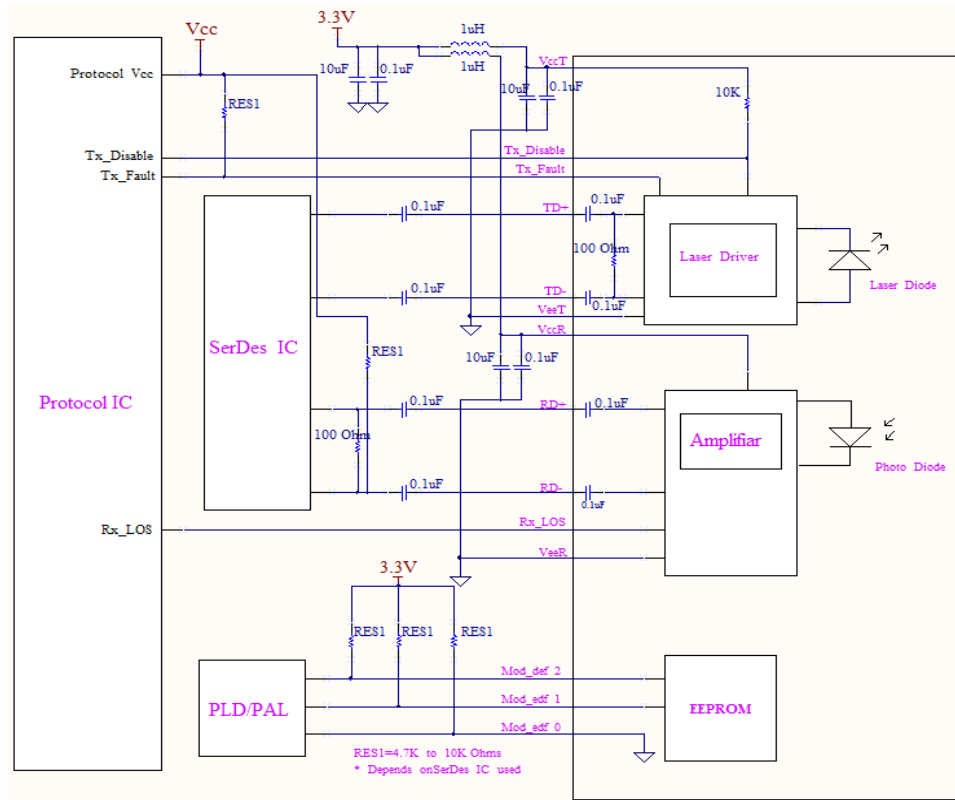 3.3V
Vcc
1uH
1uH
VccT
Protocol Vcc
10uF
0.1uF
10uF
0.1uF
10K
RES1
Tx_Disable
Tx_Disable
Tx_Fault
Tx_Fault
0.1uF
0.1uF
TD+
100 Ohm
Laser Driver
Laser Diode
0.1uF
TD-
0.1uF
VeeT
VccR
SerDes IC
RES1
10uF
0.1uF
Protocol IC
0.1uF
RD+
0.1uF
100 Ohm
Amplifiar
Photo Diode
0.1uF
RD-
0.1uF
Rx_LOS
Rx_LOS
VeeR
3.3V
RES1
RES1
RES1
Mod_def 2
PLD/PAL
Mod_edf 1
EEPROM
Mod_edf 0
RES1=4.7K to 10K Ohms
* Depends onSerDes IC used